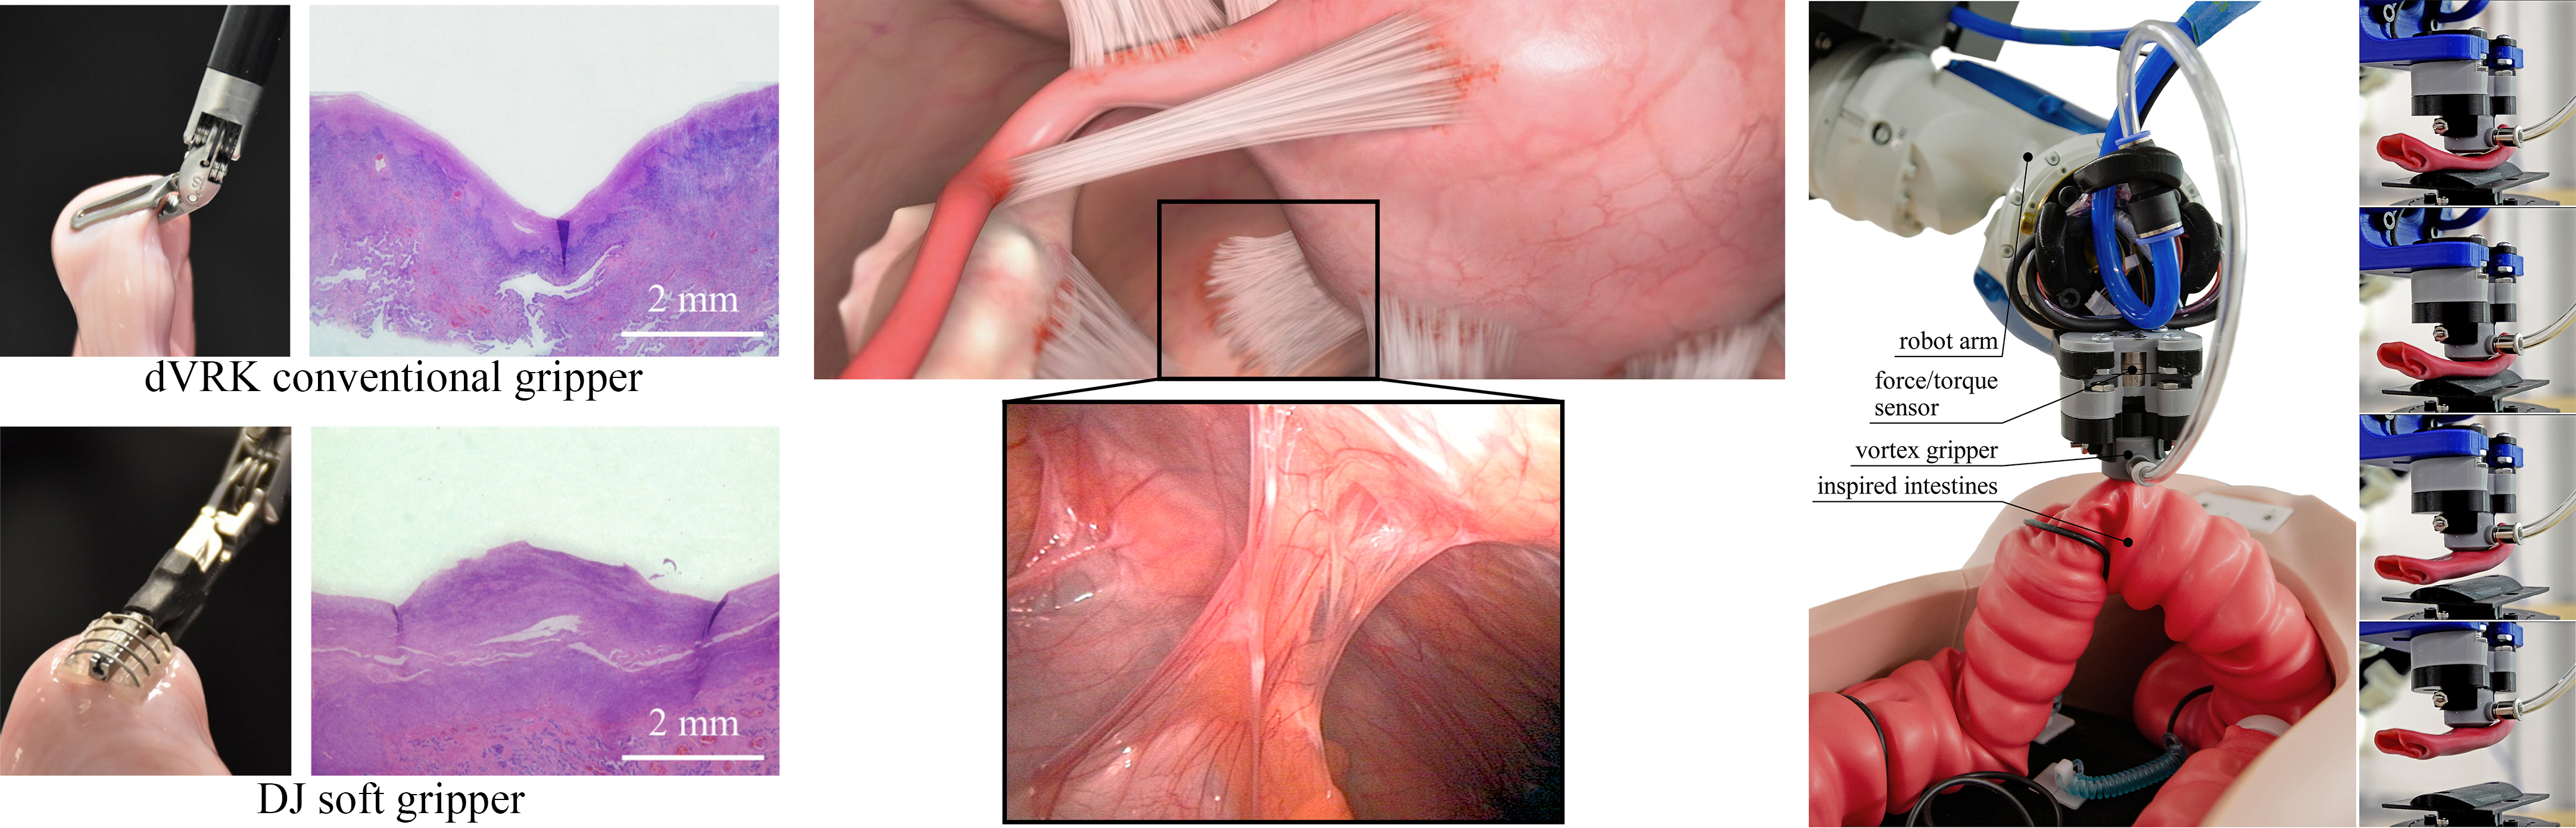 2 mm
dVRK conventional gripper
2 mm
DJ soft gripper
robot arm
force/torque
sensor
vortex gripper
inspired intestines